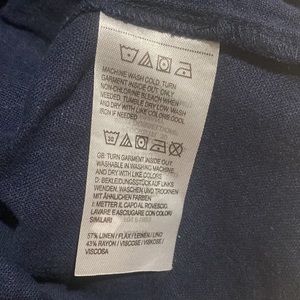 MACHINE WASH COLD, TURN
GARMENT INSIDE OUT, ONLY
NON-CHLORINE BLEACH WHEN
NEEDED, TUMBLE DRY LOW, WASH
AND DRY WITH LIKE COLORS, COOL
IRON IF NEEDED
30
GB: TURN GARMENT INSIDE OUT
WASHABLE IN WASHING MACHINE
AND DRY WITH LIKE COLORS
D: BEKLEIDUNGSSTÜCK AUF LINKS
WENDEN, WASCHEN UND TROCKNEN
MIT ÄHNLICHEN FARBEN
I: METTER IL CAPO AL ROVESCIO,
LAVARE E ASCIUGARE CON COLORI
SIMILARI
57% LINEN / FLAX / LEINEN / LINO
43% RAYON / VISCOSE / VISKOSE /
VISCOSA